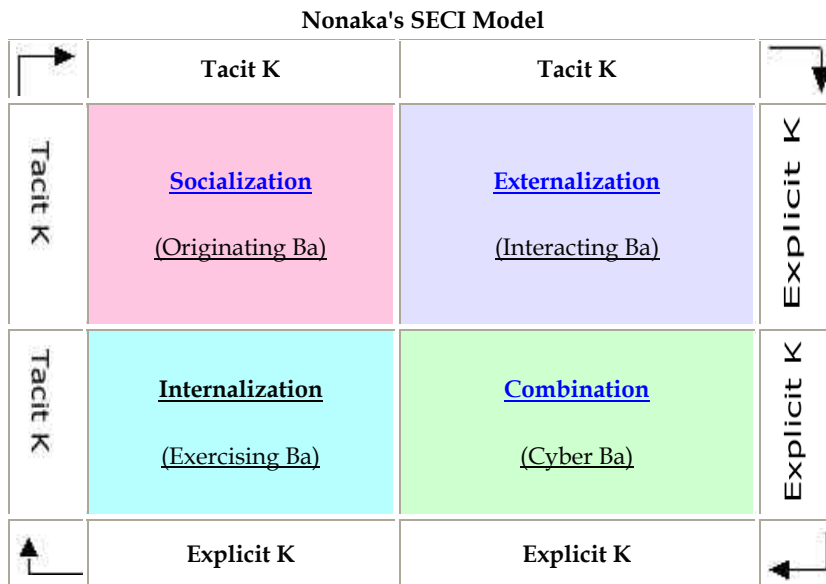 Nonaka's SECI Model
Tacit K
Tacit K
Tacit K
Socialization
(Originating Ba)
Externalization
(Interacting Ba)
Explicit K
Tacit K
Internalization
(Exercising Ba)
Combination
(Cyber Ba)
Explicit K
Explicit K
Explicit K